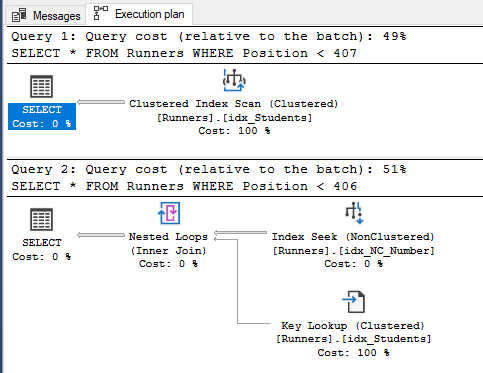 Messages
Execution plan
Query 1: Query cost (relative to the batch): 49%
SELECT * FROM Runners WHERE Position < 407
SELECT
Cost: 0 %
Clustered Index Scan (Clustered)
[Runners].[idx_Students]
Cost: 100 %
Query 2: Query cost (relative to the batch): 51%
SELECT * FROM Runners WHERE Position < 406
SELECT
Cost: 0 %
Nested Loops
(Inner Join)
Cost: 0 %
Index Seek (NonClustered)
[Runners].[idx_NC_Number]
Cost: 0 %
Key Lookup (Clustered)
[Runners].[idx_Students]
Cost: 100 %